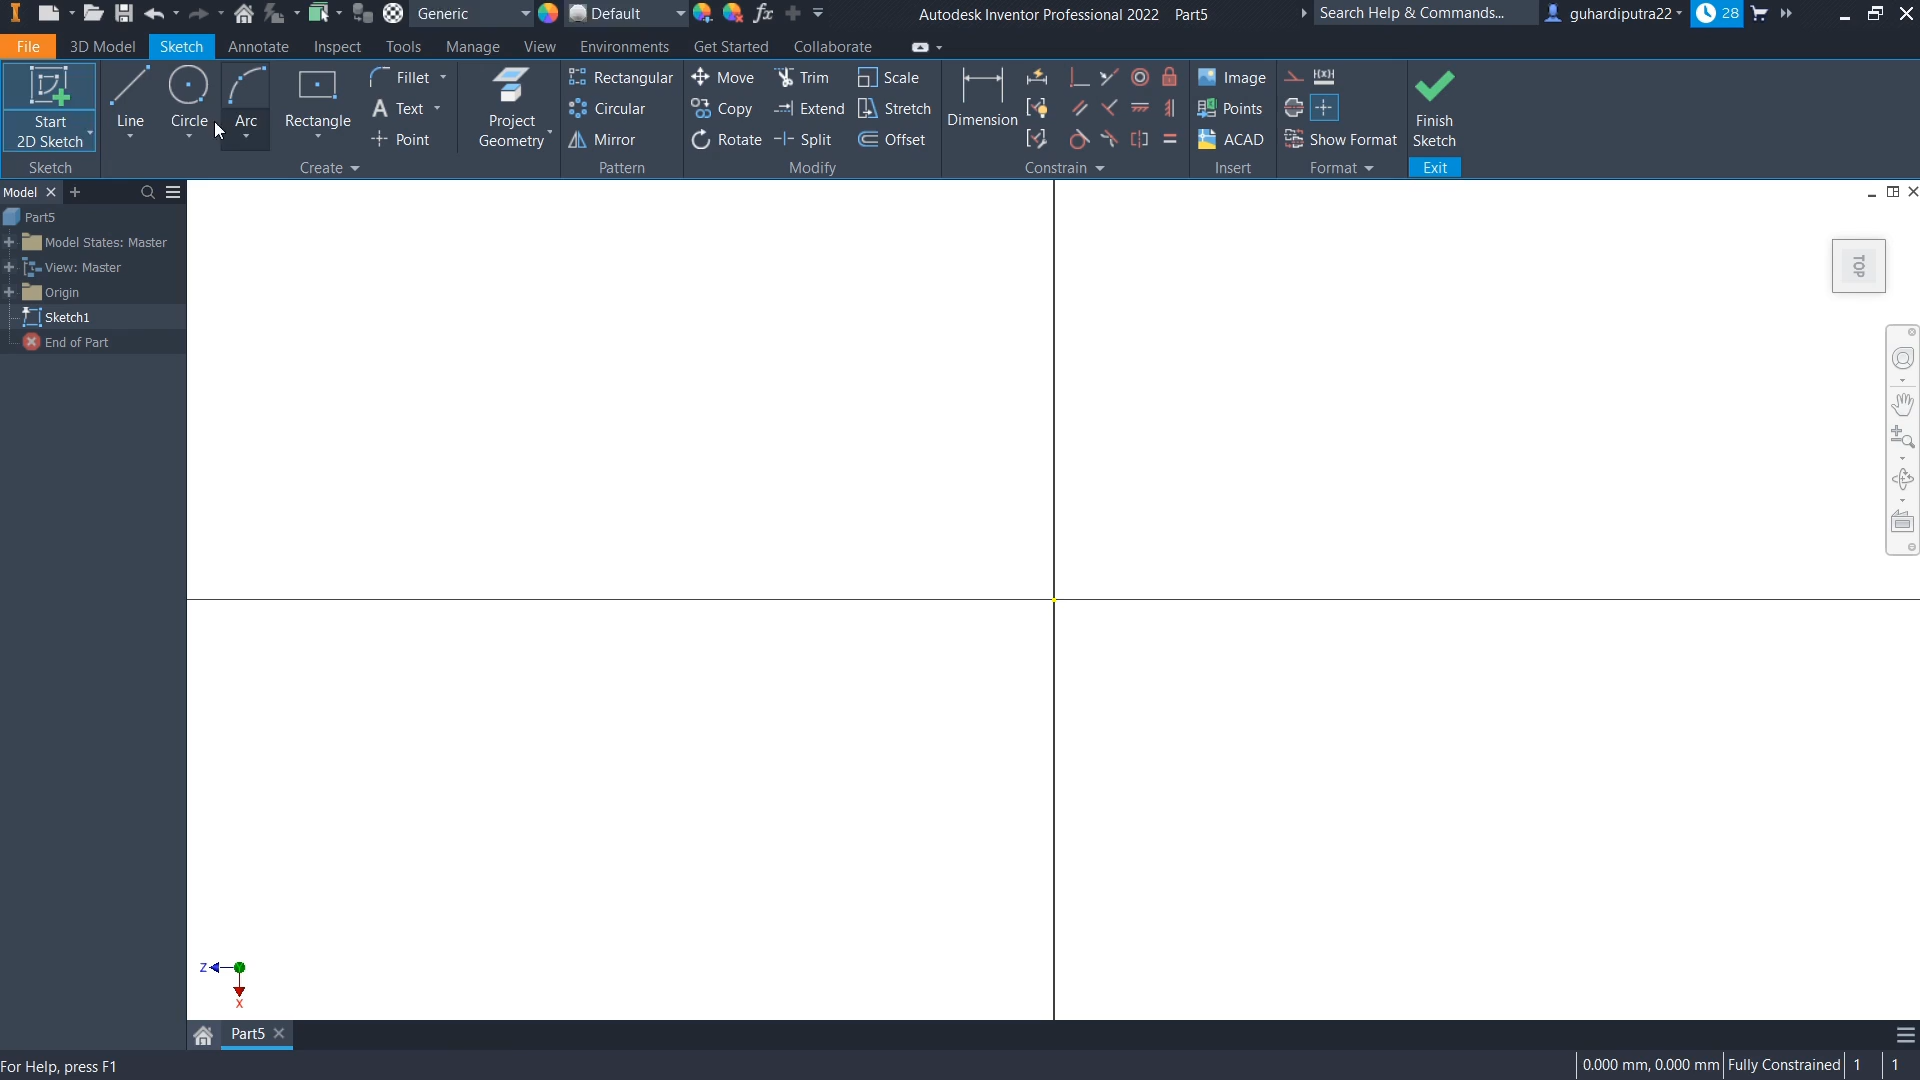 Generic Default Autodesk Inventor Professional 2022 Part5 Search Help & Commands... guhardiputra22 28
File 3D Model Sketch Annotate Inspect Tools Manage View Environments Get Started Collaborate
Start
2D Sketch
Line
Circle
Arc
Rectangle
Fillet
Text
Point
Project
Geometry
Rectangular
Circular
Mirror
Move
Copy
Rotate
Trim
Extend
Split
Scale
Stretch
Offset
Dimension
Image
Points
ACAD
Show Format
Finish
Sketch
Sketch Create Pattern Modify Constrain Insert Format Exit
Model
Part5
Model States: Master
View: Master
Origin
Sketch1
End of Part
TOP
Z
X
Part5
For Help, press F1 0.000 mm, 0.000 mm Fully Constrained 1 1